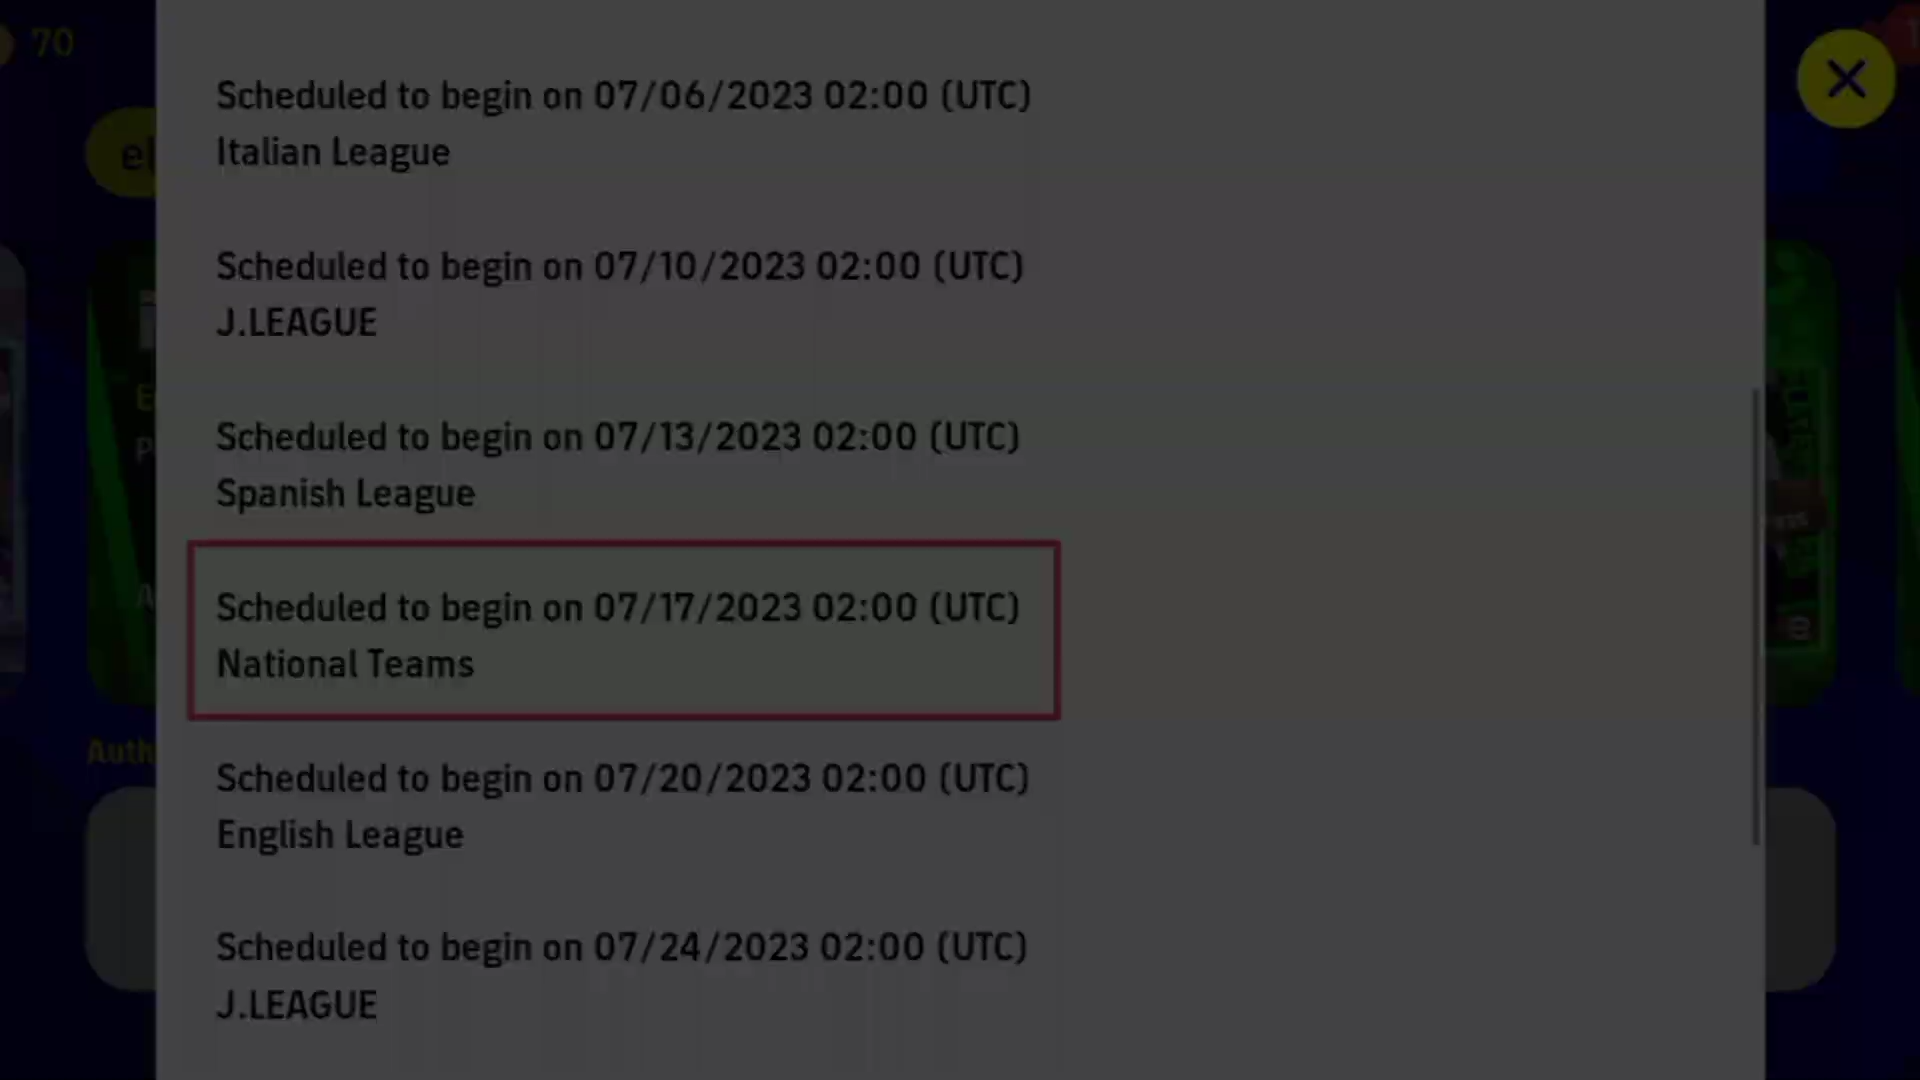 70
Scheduled to begin on 07/06/2023 02:00 (UTC)
Italian League
Scheduled to begin on 07/10/2023 02:00 (UTC)
J.LEAGUE
Scheduled to begin on 07/13/2023 02:00 (UTC)
Spanish League
Scheduled to begin on 07/17/2023 02:00 (UTC)
National Teams
Scheduled to begin on 07/20/2023 02:00 (UTC)
English League
Scheduled to begin on 07/24/2023 02:00 (UTC)
J.LEAGUE